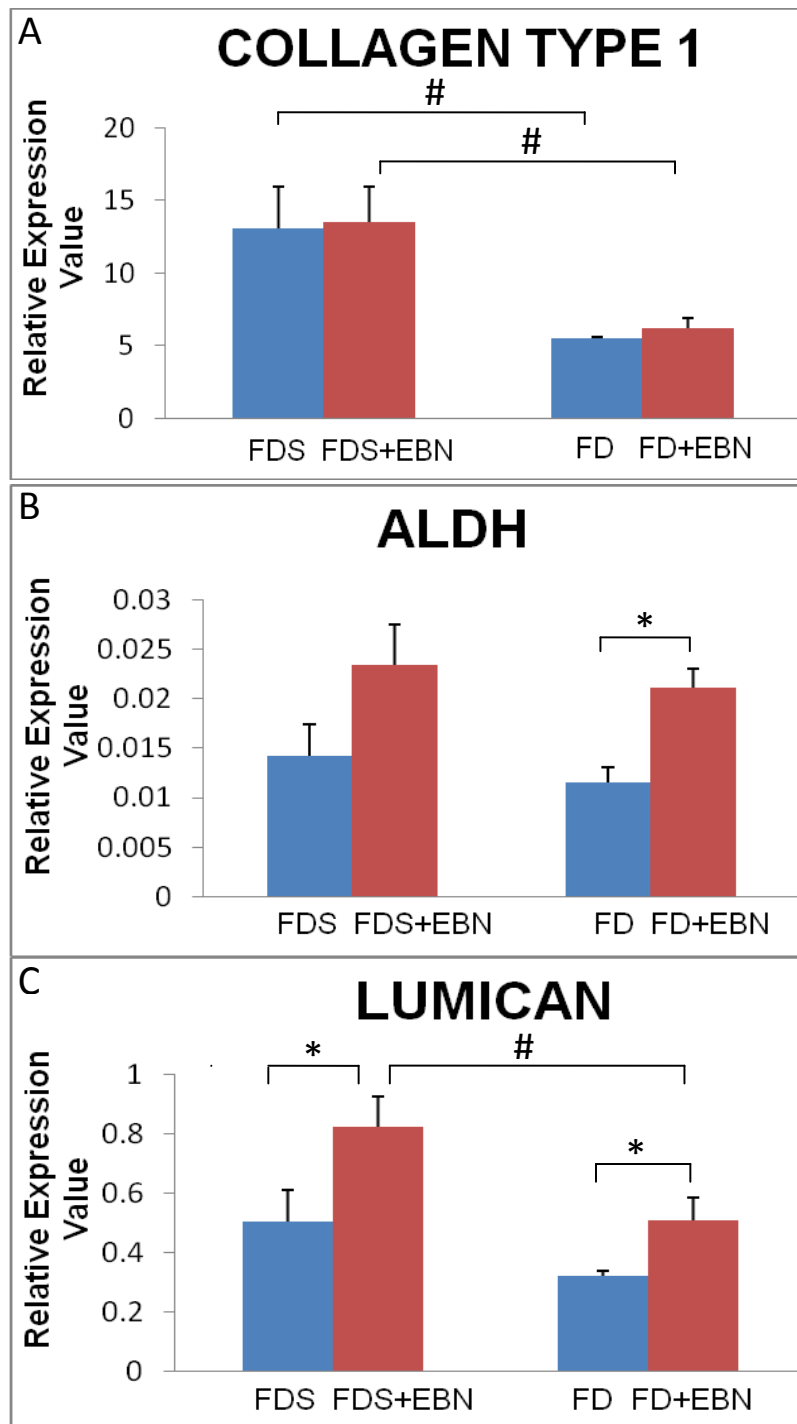 A
COLLAGEN TYPE 1
#
#
Relative Expression
Value
20
15
10
5
0
FDS FDS+EBN FD FD+EBN
B
ALDH
*
Relative Expression
Value
0.03
0.025
0.02
0.015
0.01
0.005
0
FDS FDS+EBN FD FD+EBN
C
LUMICAN
* #
*
Relative Expression
Value
1
0.8
0.6
0.4
0.2
0
FDS FDS+EBN FD FD+EBN